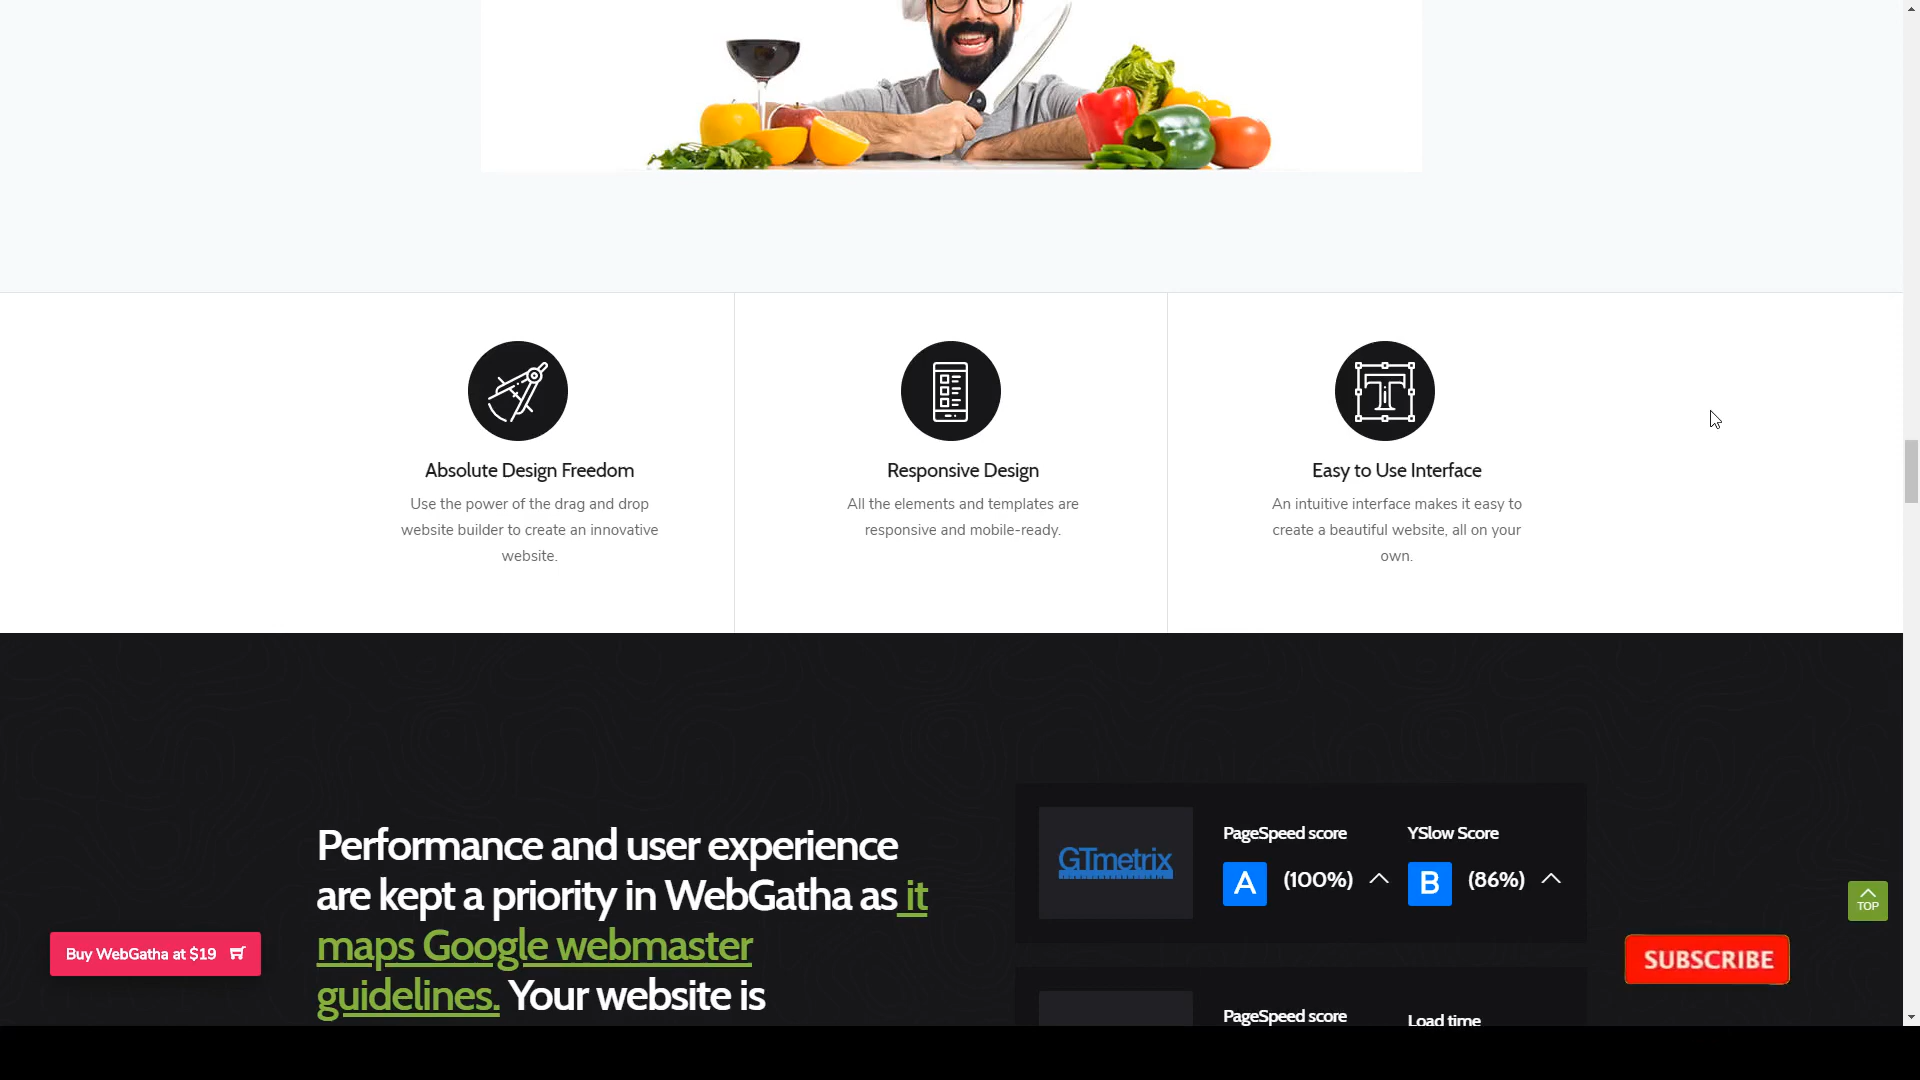 Absolute Design Freedom
Use the power of the drag and drop
website builder to create an innovative
website.
Responsive Design
All the elements and templates are
responsive and mobile-ready.
Easy to Use Interface
An intuitive interface makes it easy to
create a beautiful website, all on your
own.
Performance and user experience
are kept a priority in WebGatha as it
maps Google webmaster
guidelines. Your website is
GTmetrix
PageSpeed score
A (100%)
YSlow Score
B (86%)
PageSpeed score
Load time
Buy WebGatha at $19
TOP
SUBSCRIBE